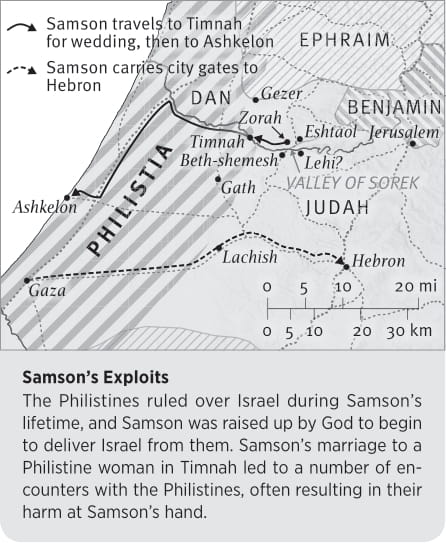 Samson travels to Timnah
for wedding, then to Ashkelon
Samson carries city gates to
Hebron
EPHRAIM
DAN
Gezer
BENJAMIN
Zorah
Eshtaol
Jerusalem
Timnah
Beth-shemesh
Lehi?
VALLEY OF SOREK
Gath
JUDAH
Ashkelon
PHILISTIA
Lachish
Hebron
Gaza
0 5 10 20 mi
0 5 10 20 30 km
Samson’s Exploits
The Philistines ruled over Israel during Samson’s
lifetime, and Samson was raised up by God to begin
to deliver Israel from them. Samson’s marriage to a
Philistine woman in Timnah led to a number of en-
counters with the Philistines, often resulting in their
harm at Samson’s hand.